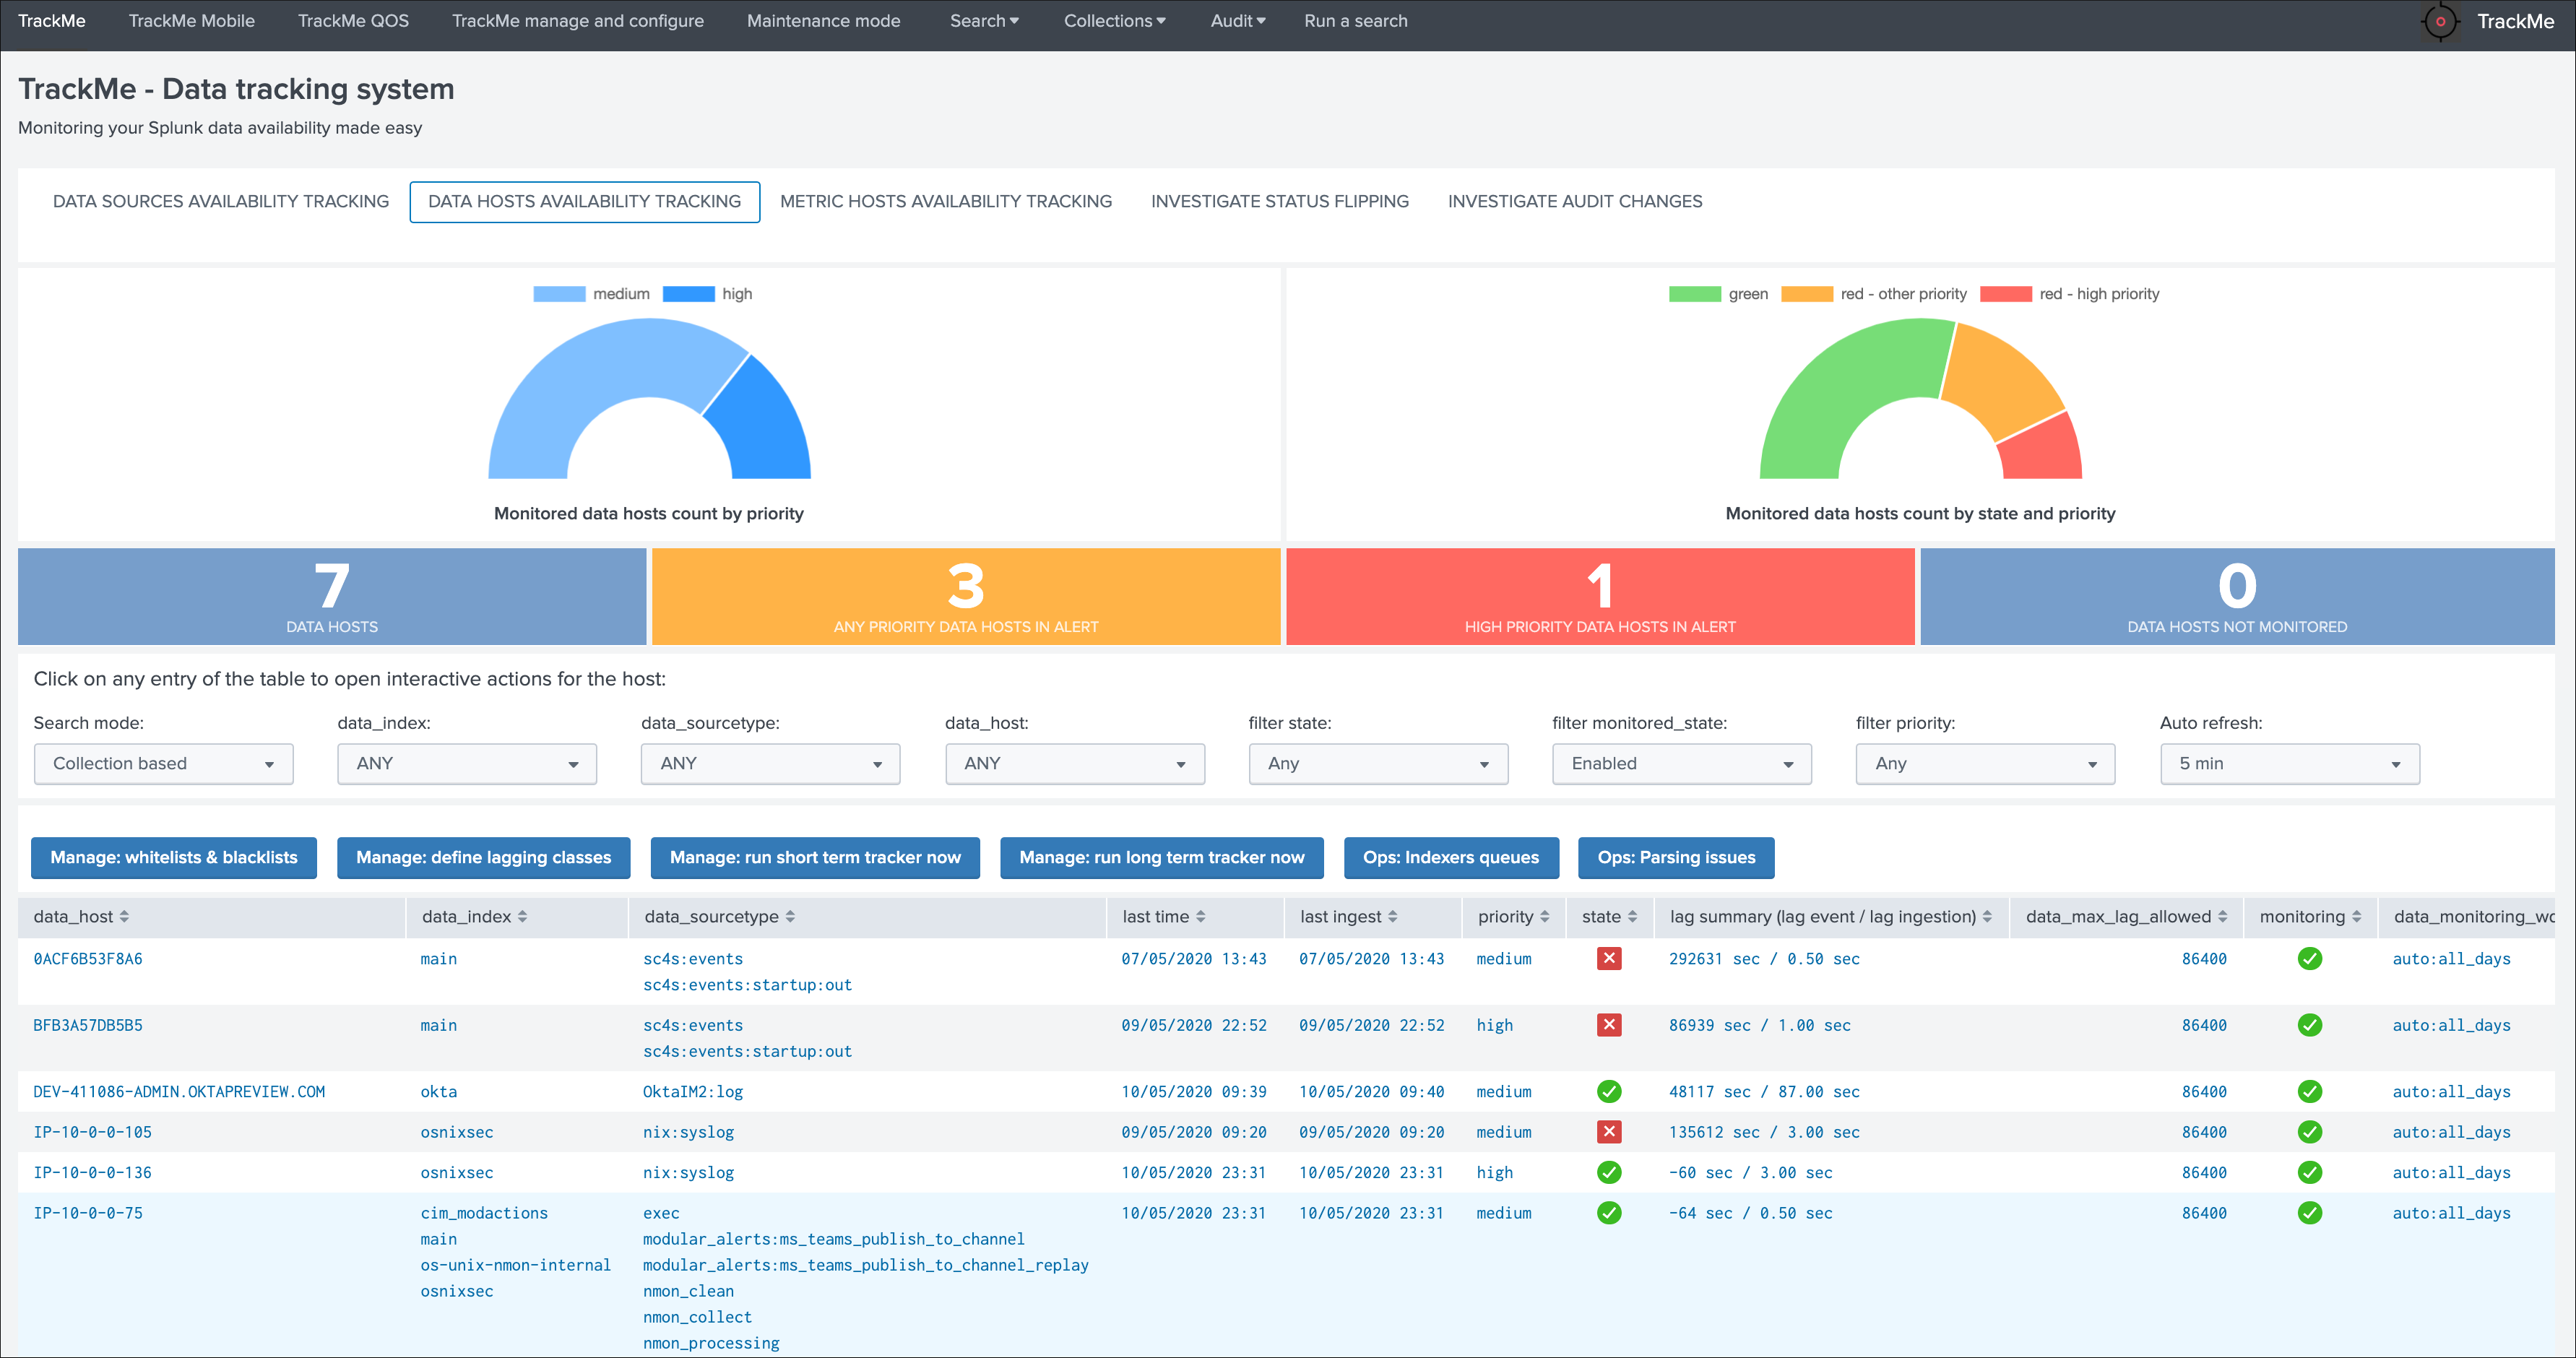 TrackMe TrackMe Mobile TrackMe QOS TrackMe manage and configure Maintenance mode Search Collections Audit Run a search TrackMe
TrackMe - Data tracking system
Monitoring your Splunk data availability made easy
DATA SOURCES AVAILABILITY TRACKING DATA HOSTS AVAILABILITY TRACKING METRIC HOSTS AVAILABILITY TRACKING INVESTIGATE STATUS FLIPPING INVESTIGATE AUDIT CHANGES
medium high
Monitored data hosts count by priority
green red - other priority red - high priority
Monitored data hosts count by state and priority
7
DATA HOSTS
3
ANY PRIORITY DATA HOSTS IN ALERT
1
HIGH PRIORITY DATA HOSTS IN ALERT
0
DATA HOSTS NOT MONITORED
Click on any entry of the table to open interactive actions for the host:
Search mode: data_index: data_sourcetype: data_host: filter state: filter monitored_state: filter priority: Auto refresh:
Collection based ANY ANY ANY Any Enabled Any 5 min
Manage: whitelists & blacklists Manage: define lagging classes Manage: run short term tracker now Manage: run long term tracker now Ops: Indexers queues Ops: Parsing issues
data_host data_index data_sourcetype last time last ingest priority state lag summary (lag event / lag ingestion) data_max_lag_allowed monitoring data_monitoring_wd
0ACF6B53F8A6 main sc4s:events 07/05/2020 13:43 07/05/2020 13:43 medium 292631 sec / 0.50 sec 86400 auto:all_days
sc4s:events:startup:out
BFB3A57DB5B5 main sc4s:events 09/05/2020 22:52 09/05/2020 22:52 high 86939 sec / 1.00 sec 86400 auto:all_days
sc4s:events:startup:out
DEV-411086-ADMIN.OKTAPREVIEW.COM okta OktaIM2:log 10/05/2020 09:39 10/05/2020 09:40 medium 48117 sec / 87.00 sec 86400 auto:all_days
IP-10-0-0-105 osnixsec nix:syslog 09/05/2020 09:20 09/05/2020 09:20 medium 135612 sec / 3.00 sec 86400 auto:all_days
IP-10-0-0-136 osnixsec nix:syslog 10/05/2020 23:31 10/05/2020 23:31 high -60 sec / 3.00 sec 86400 auto:all_days
IP-10-0-0-75 cim_modactions exec 10/05/2020 23:31 10/05/2020 23:31 medium -64 sec / 0.50 sec 86400 auto:all_days
main modular_alerts:ms_teams_publish_to_channel
os-unix-nmon-internal modular_alerts:ms_teams_publish_to_channel_replay
osnixsec nmon_clean
nmon_collect
nmon_processing